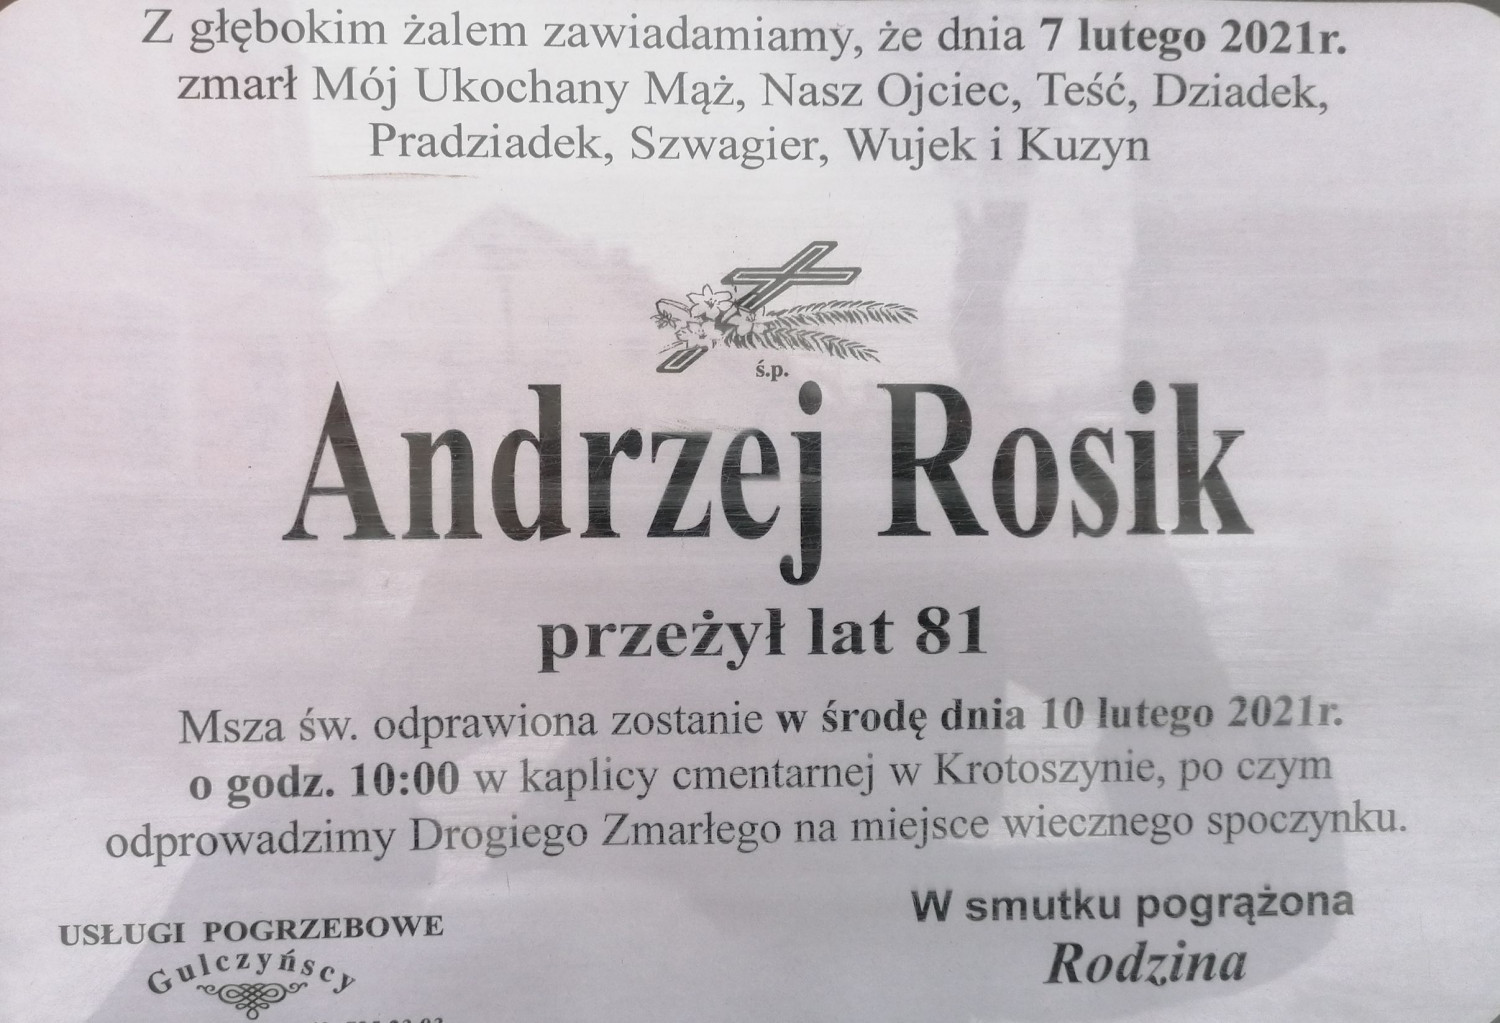 Z głębokim żalem zawiadamiamy, że dnia 7 lutego 2021r.
zmarł Mój Ukochany Mąż, Nasz Ojciec, Teść, Dziadek,
Pradziadek, Szwagier, Wujek i Kuzyn
ś.p.
Andrzej Rosik
przeżył lat 81
Msza św. odprawiona zostanie w środę dnia 10 lutego 2021r.
o godz. 10:00 w kaplicy cmentarnej w Krotoszynie, po czym
odprowadzimy Drogiego Zmarłego na miejsce wiecznego spoczynku.
W smutku pogrążona
Rodzina
USŁUGI POGRZEBOWE
Gulczyńscy